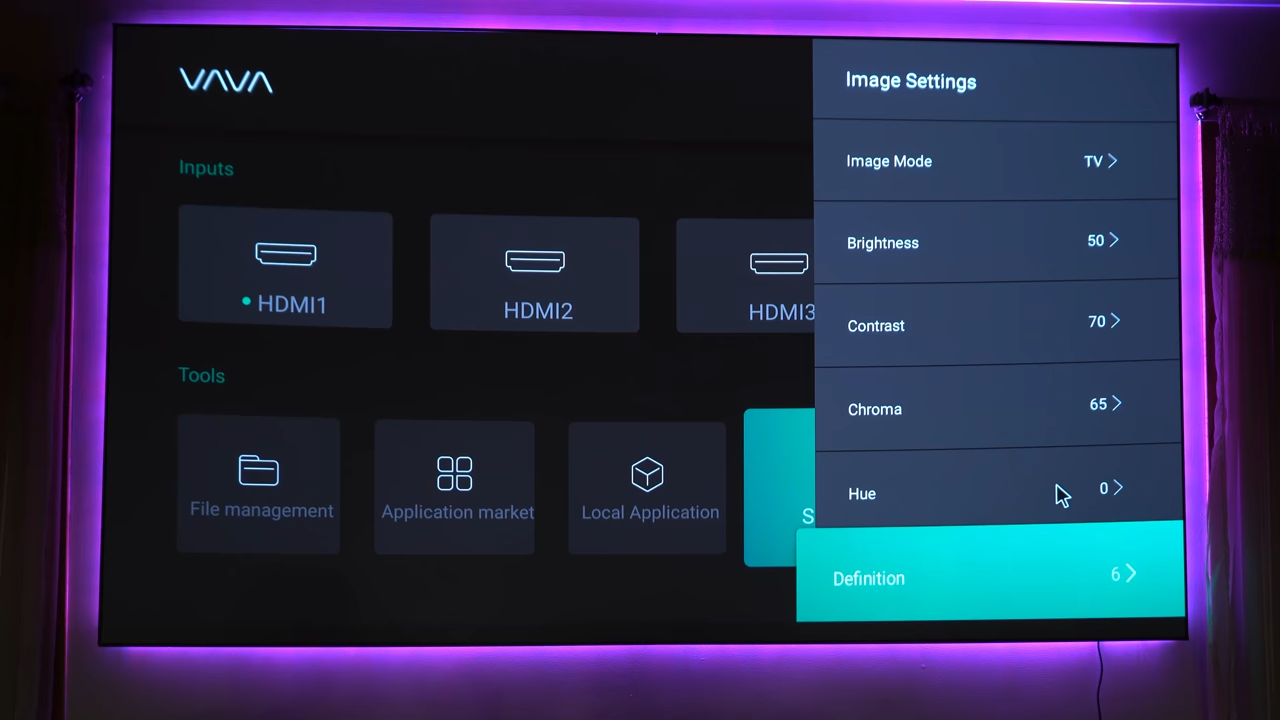 VAVA
Inputs
HDMI1
HDMI2
HDMI3
Tools
File management
Application market
Local Application
S
Image Settings
Image Mode TV
Brightness 50
Contrast 70
Chroma 65
Hue 0
Definition 6